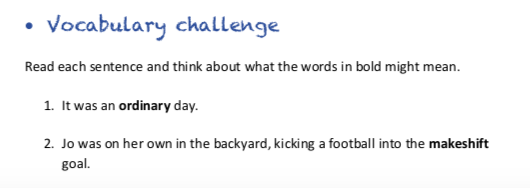 • Vocabulary challenge
Read each sentence and think about what the words in bold might mean.
1. It was an ordinary day.
2. Jo was on her own in the backyard, kicking a football into the makeshift
goal.